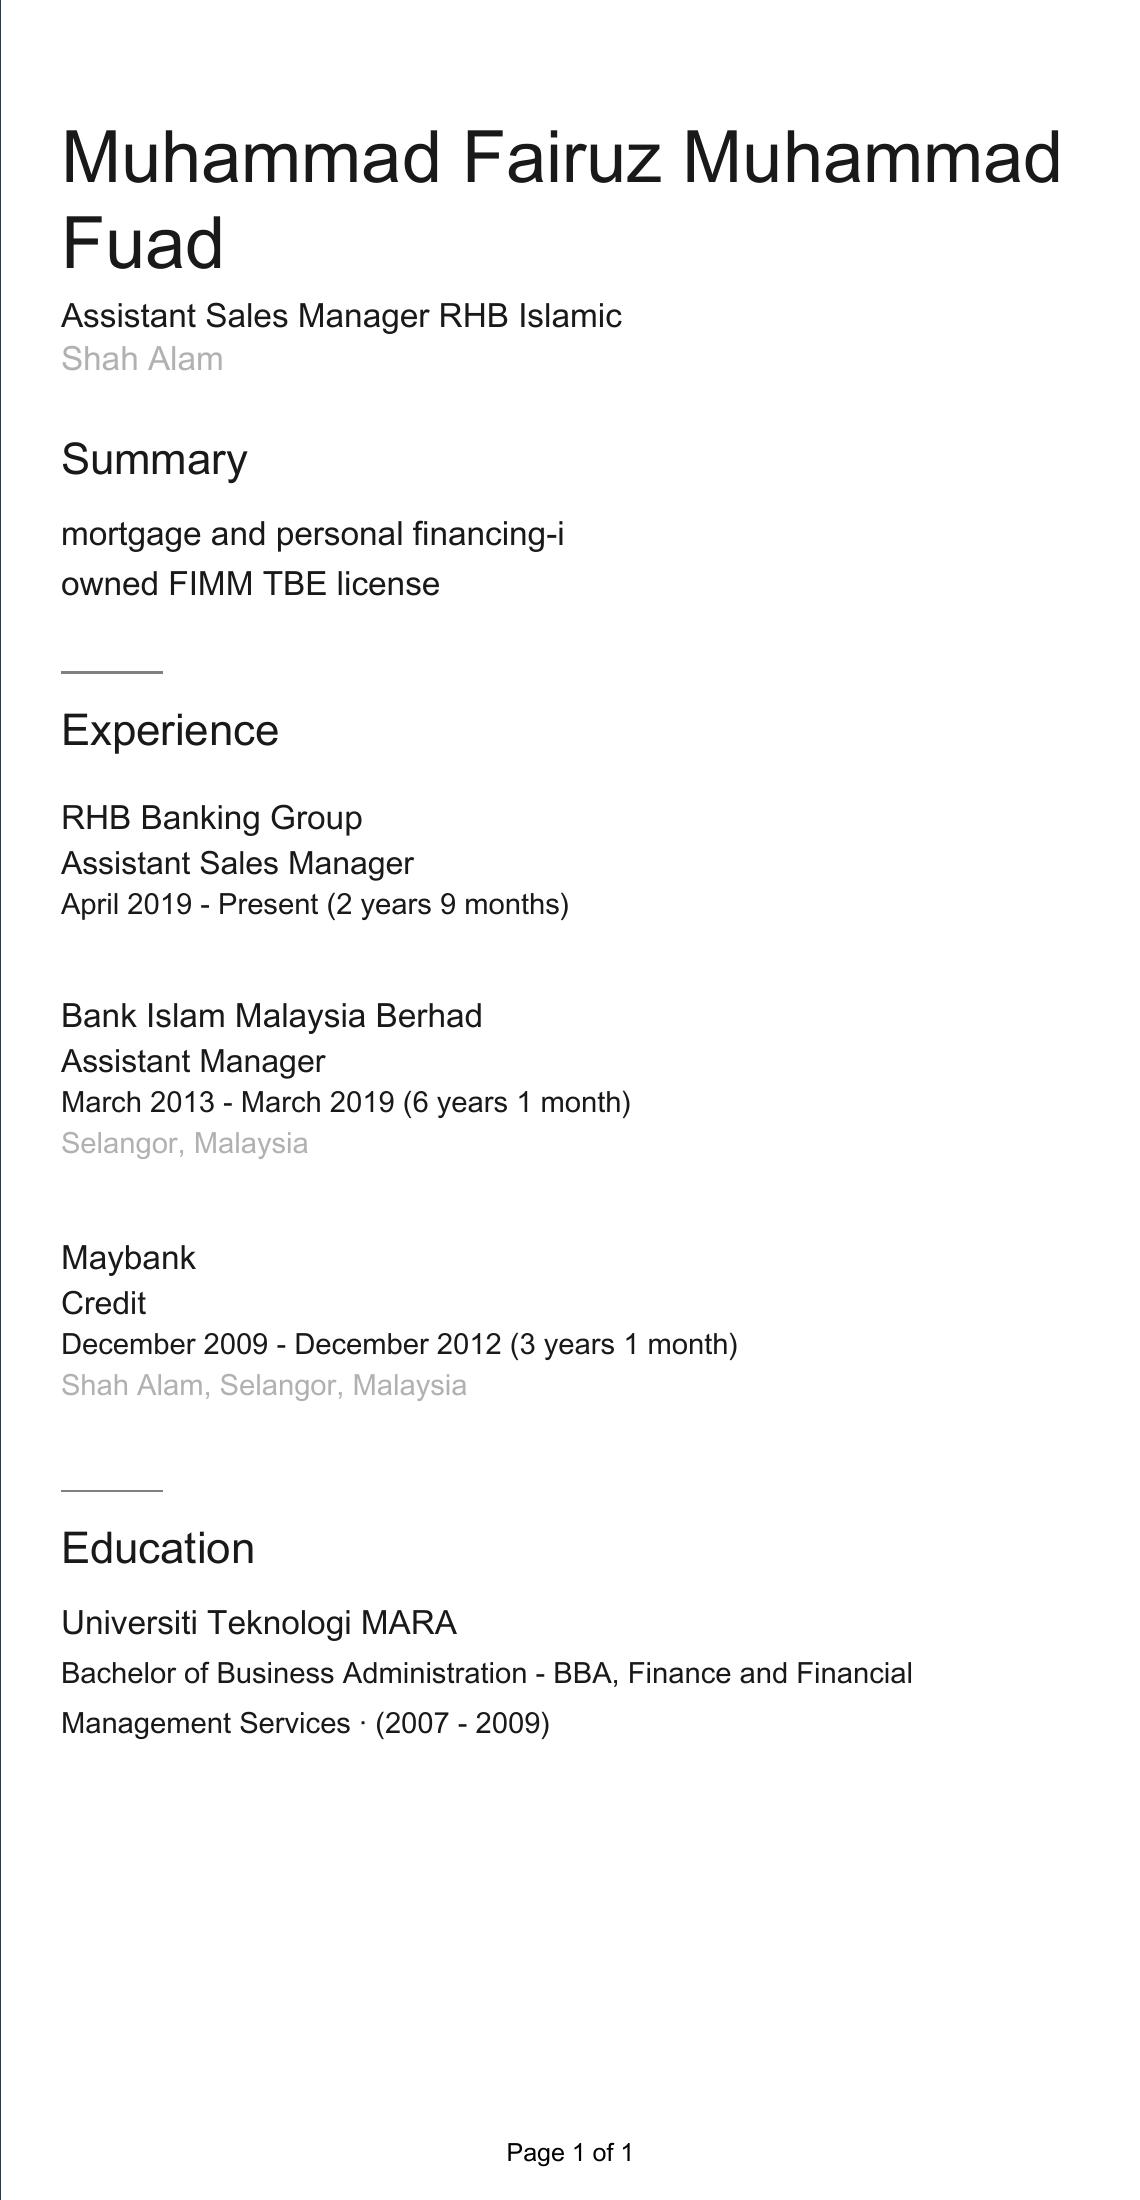 Muhammad Fairuz Muhammad
Fuad
Assistant Sales Manager RHB Islamic
Shah Alam
Summary
mortgage and personal financing-i
owned FIMM TBE license
Experience
RHB Banking Group
Assistant Sales Manager
April 2019 - Present (2 years 9 months)
Bank Islam Malaysia Berhad
Assistant Manager
March 2013 - March 2019 (6 years 1 month)
Selangor, Malaysia
Maybank
Credit
December 2009 - December 2012 (3 years 1 month)
Shah Alam, Selangor, Malaysia
Education
Universiti Teknologi MARA
Bachelor of Business Administration - BBA, Finance and Financial
Management Services · (2007 - 2009)
Page 1 of 1